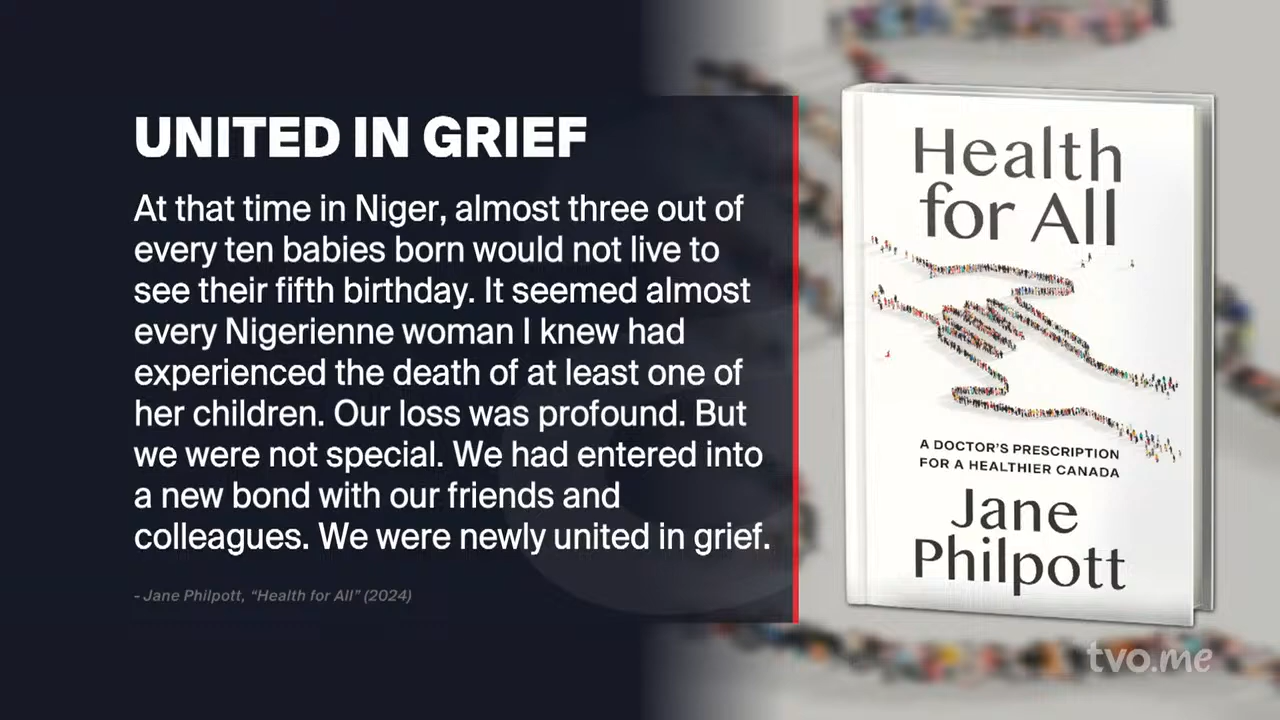 UNITED IN GRIEF
At that time in Niger, almost three out of
every ten babies born would not live to
see their fifth birthday. It seemed almost
every Nigerienne woman I knew had
experienced the death of at least one of
her children. Our loss was profound. But
we were not special. We had entered into
a new bond with our friends and
colleagues. We were newly united in grief.
- Jane Philpott, “Health for All” (2024)
Health
for All
A DOCTOR'S PRESCRIPTION
FOR A HEALTHIER CANADA
Jane
Philpott
tvo.me